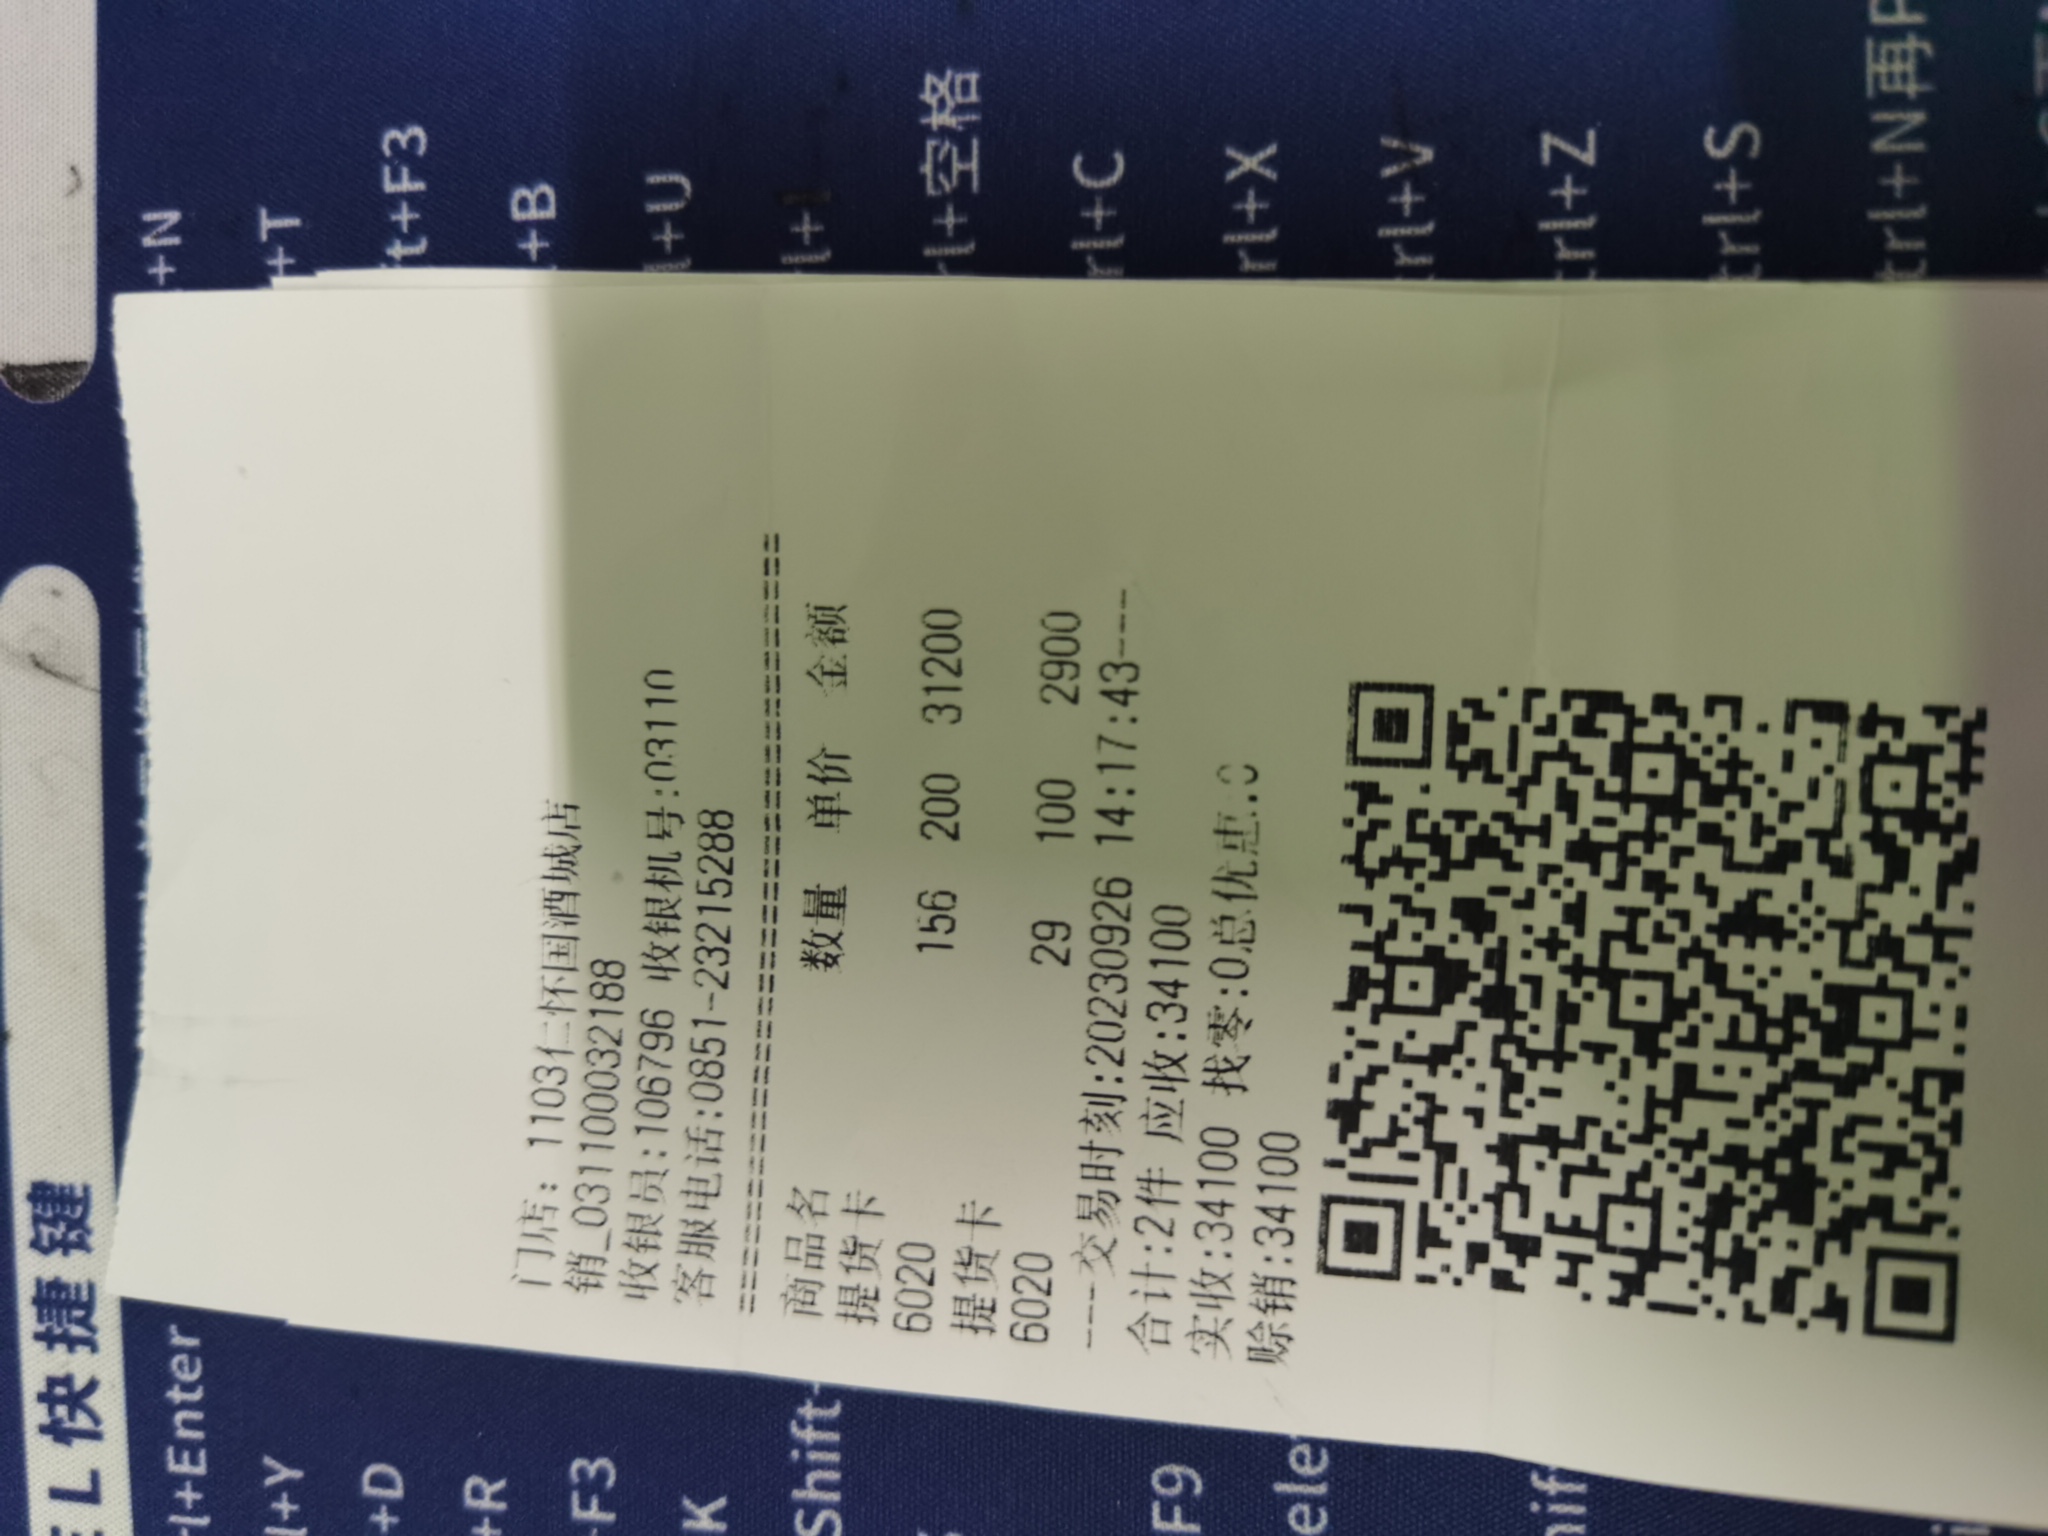 门店: 1103仁怀国酒城店
销_0311000032188
收银员:106796 收银机号:03110
客服电话:0851-23215288
==========================================
商品名 数量 单价 金额
提货卡
6020 156 200 31200
提货卡
6020 29 100 2900
----交易时刻:20230926 14:17:43----
合计:2件 应收:34100
实收:34100 找零:0总优惠:0
赊销:34100
EL快捷键
rl+Enter
l+Y
+D
+R
+F3
K
Shift+
F9
ele
hif
+N
+T
t+F3
+B
l+U
rl+I
rl+空格
rl+C
rl+X
rl+V
trl+Z
trl+S
trl+N再